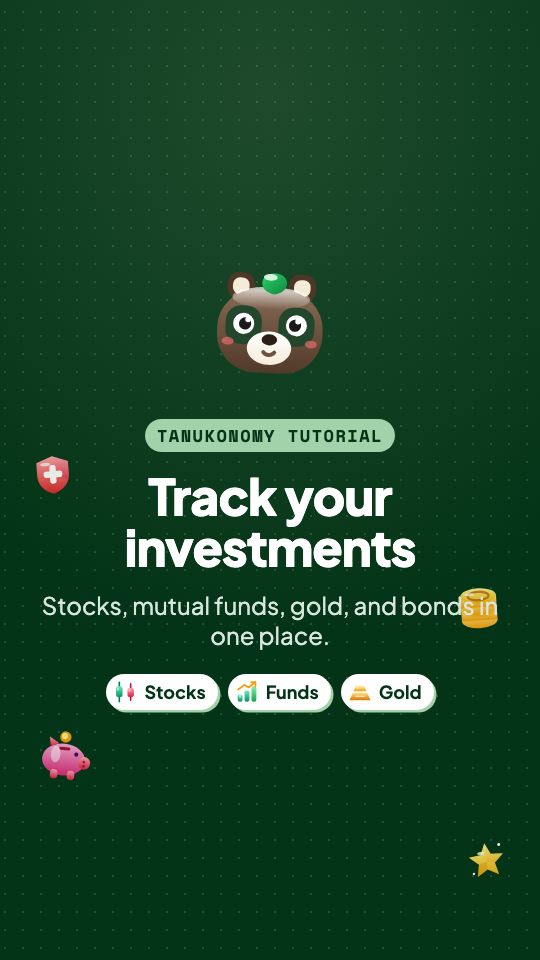 TANUKONOMY TUTORIAL
Track your
investments
Stocks, mutual funds, gold, and bonds in
one place.
Stocks Funds Gold